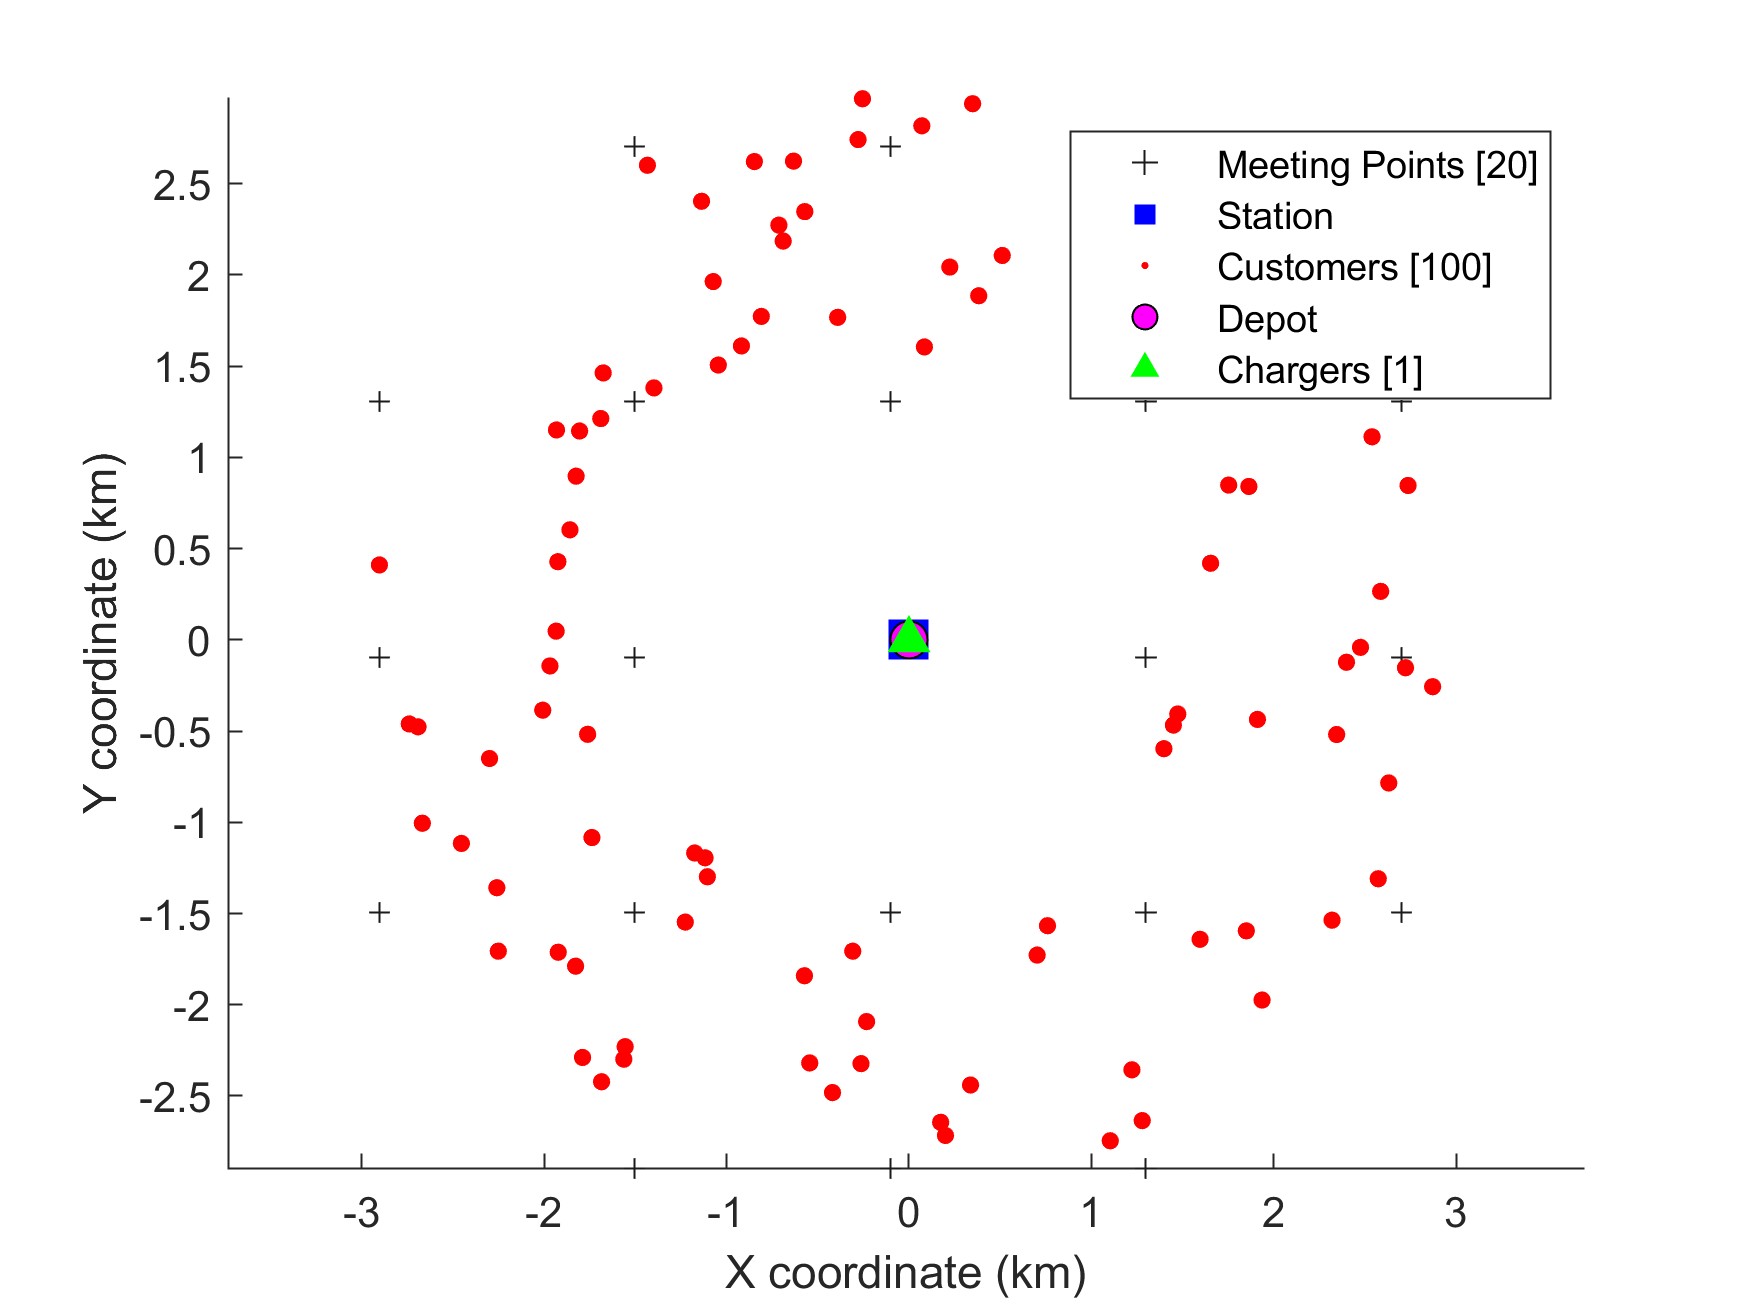 Meeting Points [20]
Station
Customers [100]
Depot
Chargers [1]
2.5
2
1.5
1
0.5
0
-0.5
-1
-1.5
-2
-2.5
Y coordinate (km)
-3 -2 -1 0 1 2 3
X coordinate (km)